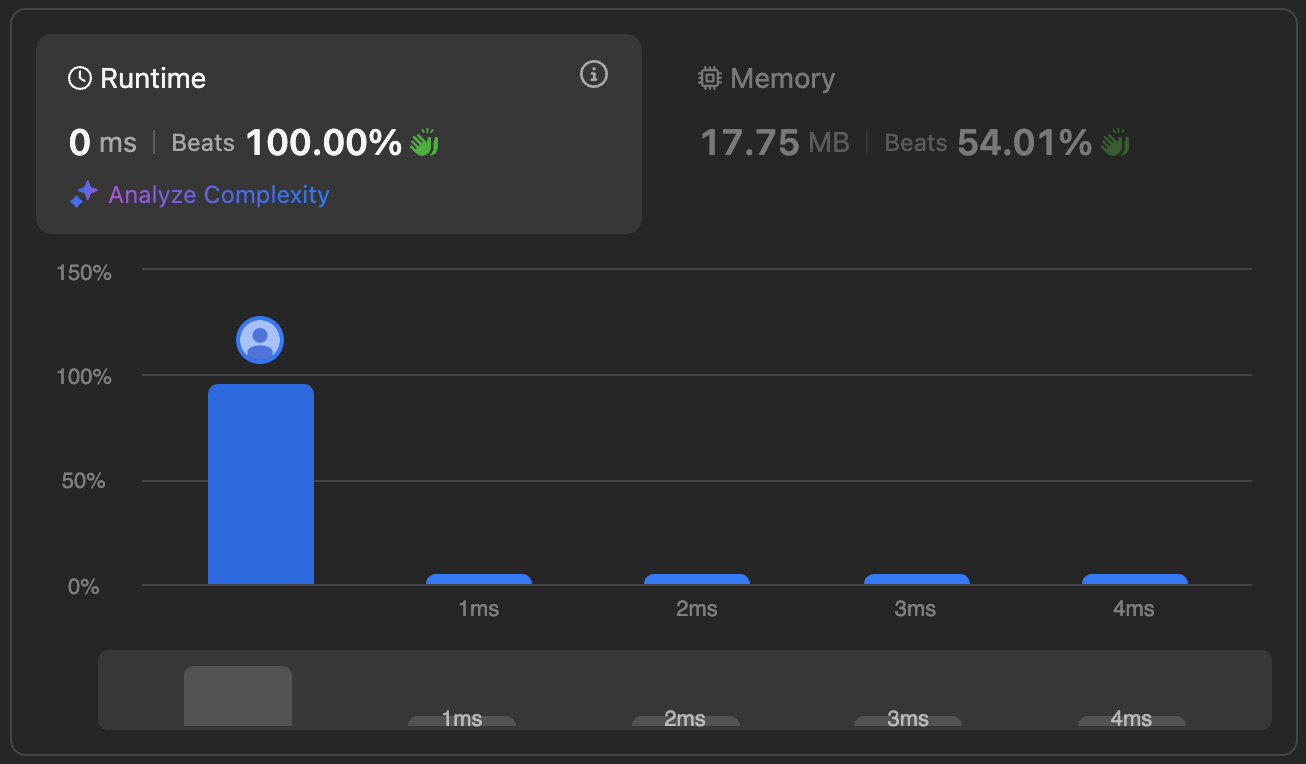 Runtime
0 ms | Beats 100.00%
Analyze Complexity
Memory
17.75 MB | Beats 54.01%
150%
100%
50%
0%
1ms 2ms 3ms 4ms
1ms 2ms 3ms 4ms